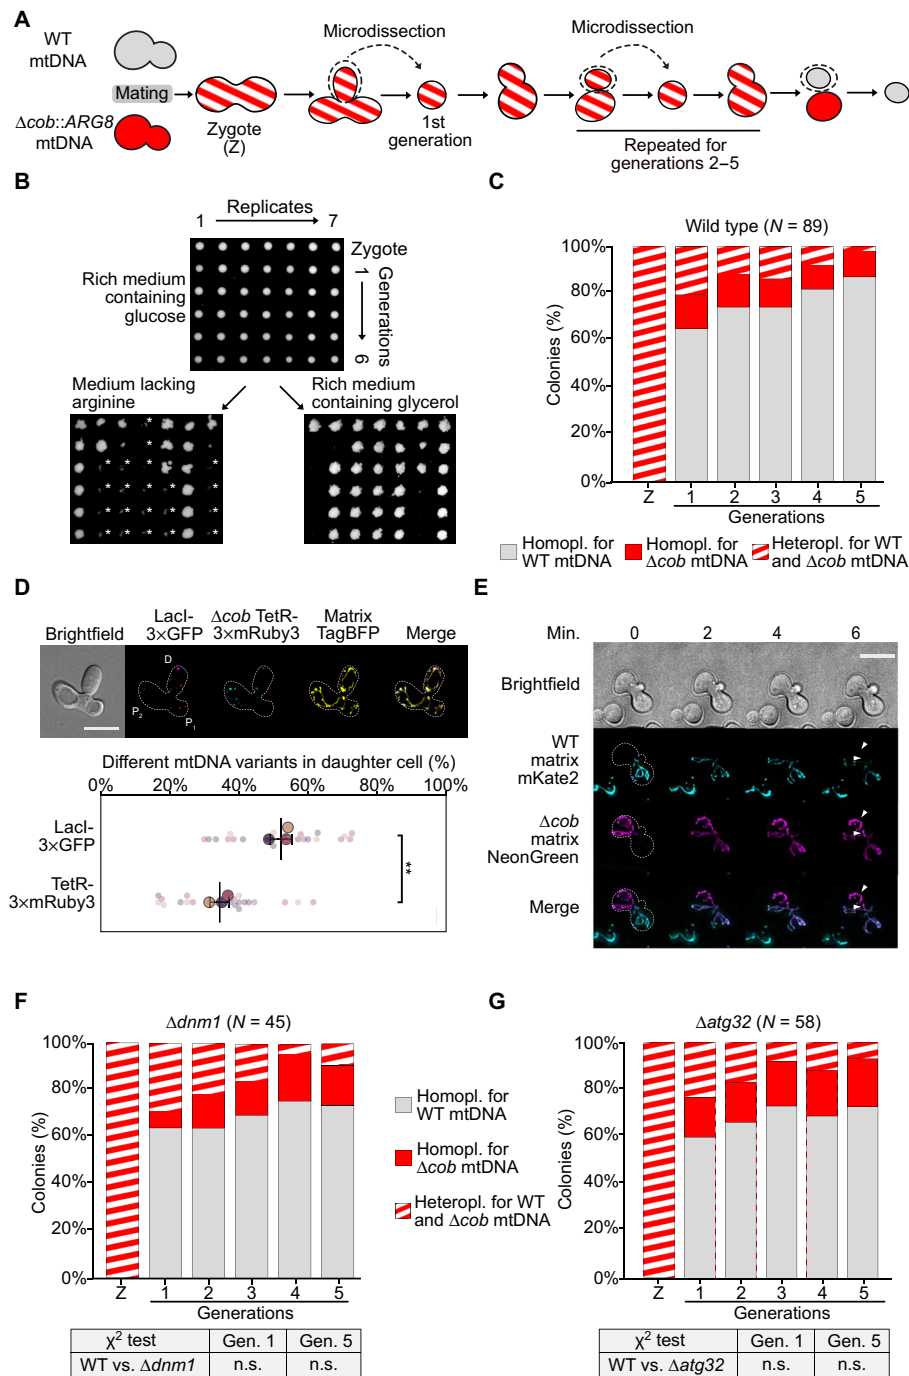 A
WT
mtDNA
Mating
Δcob::ARG8
mtDNA
Zygote
(Z)
Microdissection
1st
generation
Microdissection
Repeated for
generations 2–5
B
Replicates
1
7
Rich medium
containing
glucose
Zygote
1
Generations
6
Medium lacking
arginine
Rich medium
containing glycerol
* * * * * * * * * * * * * * * * * * * *
C
Wild type (N = 89)
Colonies (%)
100%
80%
60%
40%
20%
0%
Z 1 2 3 4 5
Generations
Homopl. for
WT mtDNA
Homopl. for
Δcob mtDNA
Heteropl. for WT
and Δcob mtDNA
D
Brightfield
LacI-
3×GFP
Δcob TetR-
3×mRuby3
Matrix
TagBFP
Merge
D
P2
P1
Different mtDNA variants in daughter cell (%)
0% 20% 40% 60% 80% 100%
LacI-
3×GFP
TetR-
3×mRuby3
**
E
Min. 0 2 4 6
Brightfield
WT
matrix
mKate2
Δcob
matrix
NeonGreen
Merge
F
Δdnm1 (N = 45)
Colonies (%)
100%
80%
60%
40%
20%
0%
Z 1 2 3 4 5
Generations
χ2 test Gen. 1 Gen. 5
WT vs. Δdnm1 n.s. n.s.
Homopl. for
WT mtDNA
Homopl. for
Δcob mtDNA
Heteropl. for WT
and Δcob mtDNA
G
Δatg32 (N = 58)
Colonies (%)
100%
80%
60%
40%
20%
0%
Z 1 2 3 4 5
Generations
χ2 test Gen. 1 Gen. 5
WT vs. Δatg32 n.s. n.s.